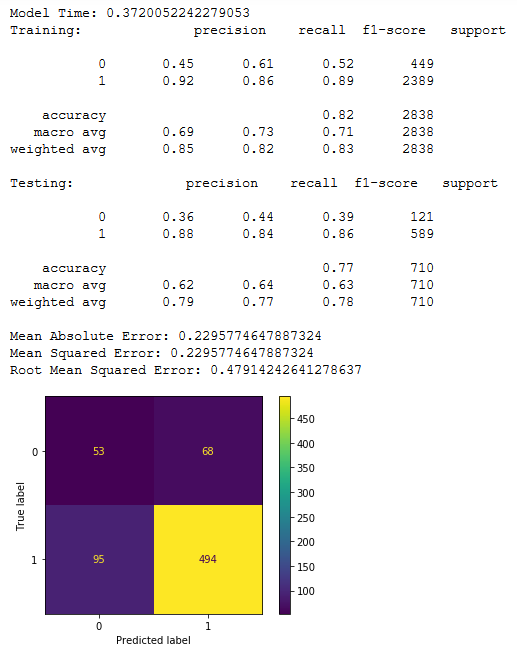 Model Time: 0.3720052242279053
Training: precision recall f1-score support
0 0.45 0.61 0.52 449
1 0.92 0.86 0.89 2389
accuracy 0.82 2838
macro avg 0.69 0.73 0.71 2838
weighted avg 0.85 0.82 0.83 2838
Testing: precision recall f1-score support
0 0.36 0.44 0.39 121
1 0.88 0.84 0.86 589
accuracy 0.77 710
macro avg 0.62 0.64 0.63 710
weighted avg 0.79 0.77 0.78 710
Mean Absolute Error: 0.2295774647887324
Mean Squared Error: 0.2295774647887324
Root Mean Squared Error: 0.47914242641278637
True label
0
1
53 68
95 494
0 1
Predicted label
450
400
350
300
250
200
150
100